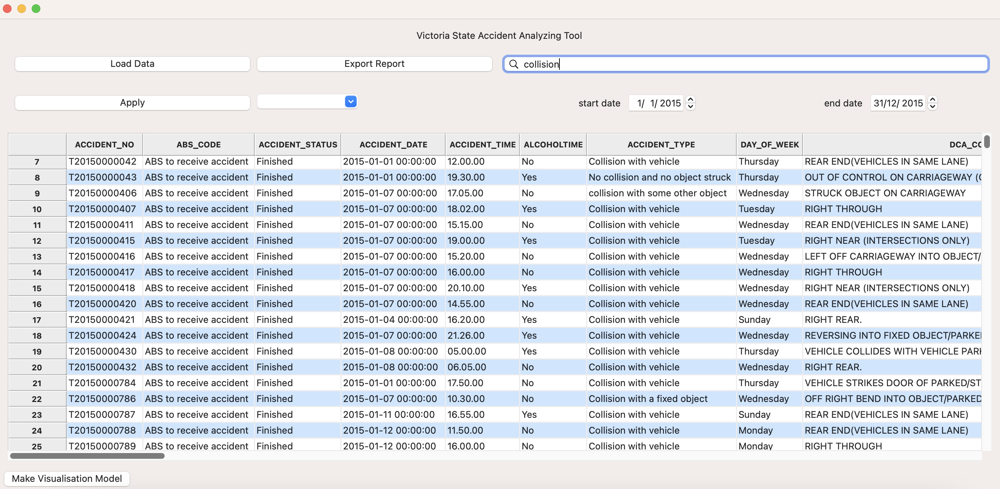 Victoria State Accident Analyzing Tool
Load Data Export Report collision
Apply start date 1/ 1/ 2015 end date 31/12/ 2015
ACCIDENT_NO ABS_CODE ACCIDENT_STATUS ACCIDENT_DATE ACCIDENT_TIME ALCOHOLTIME ACCIDENT_TYPE DAY_OF_WEEK DCA_CO
7 T20150000042 ABS to receive accident Finished 2015-01-01 00:00:00 12.00.00 No Collision with vehicle Thursday REAR END(VEHICLES IN SAME LANE)
8 T20150000043 ABS to receive accident Finished 2015-01-01 00:00:00 19.30.00 Yes No collision and no object struck Thursday OUT OF CONTROL ON CARRIAGEWAY (
9 T20150000406 ABS to receive accident Finished 2015-01-07 00:00:00 17.05.00 No collision with some other object Wednesday STRUCK OBJECT ON CARRIAGEWAY
10 T20150000407 ABS to receive accident Finished 2015-01-07 00:00:00 18.02.00 Yes Collision with vehicle Tuesday RIGHT THROUGH
11 T20150000411 ABS to receive accident Finished 2015-01-07 00:00:00 15.15.00 No Collision with vehicle Wednesday REAR END(VEHICLES IN SAME LANE)
12 T20150000415 ABS to receive accident Finished 2015-01-07 00:00:00 19.00.00 Yes Collision with vehicle Tuesday RIGHT NEAR (INTERSECTIONS ONLY)
13 T20150000416 ABS to receive accident Finished 2015-01-07 00:00:00 15.20.00 No Collision with vehicle Wednesday LEFT OFF CARRIAGEWAY INTO OBJECT/
14 T20150000417 ABS to receive accident Finished 2015-01-07 00:00:00 16.00.00 No Collision with vehicle Wednesday RIGHT THROUGH
15 T20150000418 ABS to receive accident Finished 2015-01-07 00:00:00 20.10.00 Yes Collision with vehicle Wednesday RIGHT NEAR (INTERSECTIONS ONLY)
16 T20150000420 ABS to receive accident Finished 2015-01-07 00:00:00 14.55.00 No Collision with vehicle Wednesday REAR END(VEHICLES IN SAME LANE)
17 T20150000421 ABS to receive accident Finished 2015-01-04 00:00:00 16.20.00 Yes Collision with vehicle Sunday RIGHT REAR.
18 T20150000424 ABS to receive accident Finished 2015-01-07 00:00:00 21.26.00 Yes Collision with vehicle Wednesday REVERSING INTO FIXED OBJECT/PARKE
19 T20150000430 ABS to receive accident Finished 2015-01-08 00:00:00 05.00.00 Yes Collision with vehicle Thursday VEHICLE COLLIDES WITH VEHICLE PAR
20 T20150000432 ABS to receive accident Finished 2015-01-08 00:00:00 06.05.00 No Collision with vehicle Wednesday RIGHT REAR.
21 T20150000784 ABS to receive accident Finished 2015-01-01 00:00:00 17.50.00 No Collision with vehicle Thursday VEHICLE STRIKES DOOR OF PARKED/ST
22 T20150000786 ABS to receive accident Finished 2015-01-07 00:00:00 10.30.00 No Collision with a fixed object Wednesday OFF RIGHT BEND INTO OBJECT/PARKED
23 T20150000787 ABS to receive accident Finished 2015-01-11 00:00:00 16.55.00 Yes Collision with vehicle Sunday REAR END(VEHICLES IN SAME LANE)
24 T20150000788 ABS to receive accident Finished 2015-01-12 00:00:00 11.50.00 No Collision with vehicle Monday REAR END(VEHICLES IN SAME LANE)
25 T20150000789 ABS to receive accident Finished 2015-01-12 00:00:00 16.00.00 No Collision with vehicle Monday RIGHT THROUGH
Make Visualisation Model